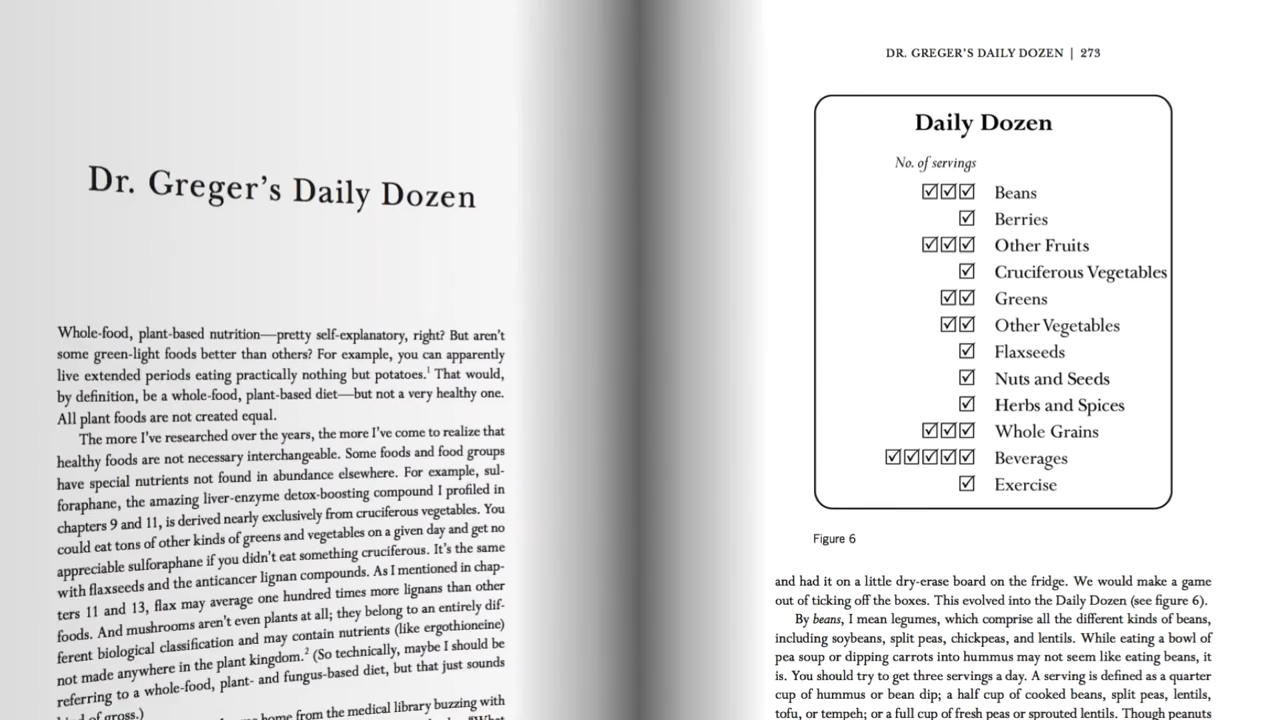 Dr. Greger's Daily Dozen
Whole-food, plant-based nutrition—pretty self-explanatory, right? But aren't
some green-light foods better than others? For example, you can apparently
live extended periods eating practically nothing but potatoes.¹ That would,
by definition, be a whole-food, plant-based diet—but not a very healthy one.
All plant foods are not created equal.
The more I've researched over the years, the more I've come to realize that
healthy foods are not necessary interchangeable. Some foods and food groups
have special nutrients not found in abundance elsewhere. For example, sul-
foraphane, the amazing liver-enzyme detox-boosting compound I profiled in
chapters 9 and 11, is derived nearly exclusively from cruciferous vegetables. You
could eat tons of other kinds of greens and vegetables on a given day and get no
appreciable sulforaphane if you didn't eat something cruciferous. It's the same
with flaxseeds and the anticancer lignan compounds. As I mentioned in chap-
ters 11 and 13, flax may average one hundred times more lignans than other
foods. And mushrooms aren't even plants at all; they belong to an entirely dif-
ferent biological classification and may contain nutrients (like ergothioneine)
not made anywhere in the plant kingdom.² (So technically, maybe I should be
referring to a whole-food, plant- and fungus-based diet, but that just sounds
kind of gross.)
home from the medical library buzzing with
DR. GREGER'S DAILY DOZEN | 273
Daily Dozen
No. of servings
☑☑☑ Beans
☑ Berries
☑☑☑ Other Fruits
☑ Cruciferous Vegetables
☑☑ Greens
☑☑ Other Vegetables
☑ Flaxseeds
☑ Nuts and Seeds
☑ Herbs and Spices
☑☑☑ Whole Grains
☑☑☑☑☑ Beverages
☑ Exercise
Figure 6
and had it on a little dry-erase board on the fridge. We would make a game
out of ticking off the boxes. This evolved into the Daily Dozen (see figure 6).
By beans, I mean legumes, which comprise all the different kinds of beans,
including soybeans, split peas, chickpeas, and lentils. While eating a bowl of
pea soup or dipping carrots into hummus may not seem like eating beans, it
is. You should try to get three servings a day. A serving is defined as a quarter
cup of hummus or bean dip; a half cup of cooked beans, split peas, lentils,
tofu, or tempeh; or a full cup of fresh peas or sprouted lentils. Though peanuts